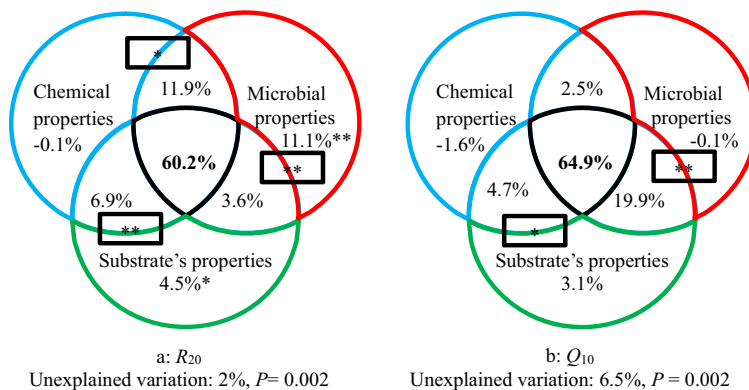 *
11.9%
Chemical
properties
-0.1%
Microbial
properties
11.1%**
60.2%
**
6.9%
3.6%
**
Substrate's properties
4.5%*
a: R20
Unexplained variation: 2%, P= 0.002
2.5%
Chemical
properties
-1.6%
Microbial
properties
-0.1%
64.9%
**
4.7%
19.9%
*
Substrate's properties
3.1%
b: Q10
Unexplained variation: 6.5%, P = 0.002